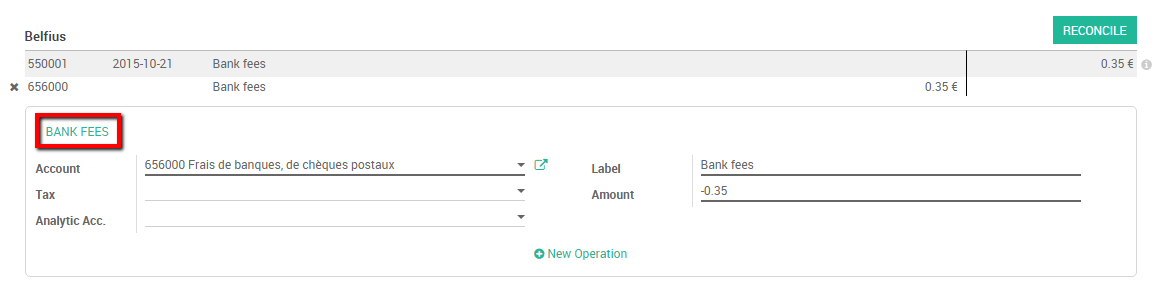 Belfius
RECONCILE
550001 2015-10-21 Bank fees 0.35 €
656000 Bank fees 0.35 €
BANK FEES
Account 656000 Frais de banques, de chèques postaux Label Bank fees
Tax Amount -0.35
Analytic Acc.
New Operation